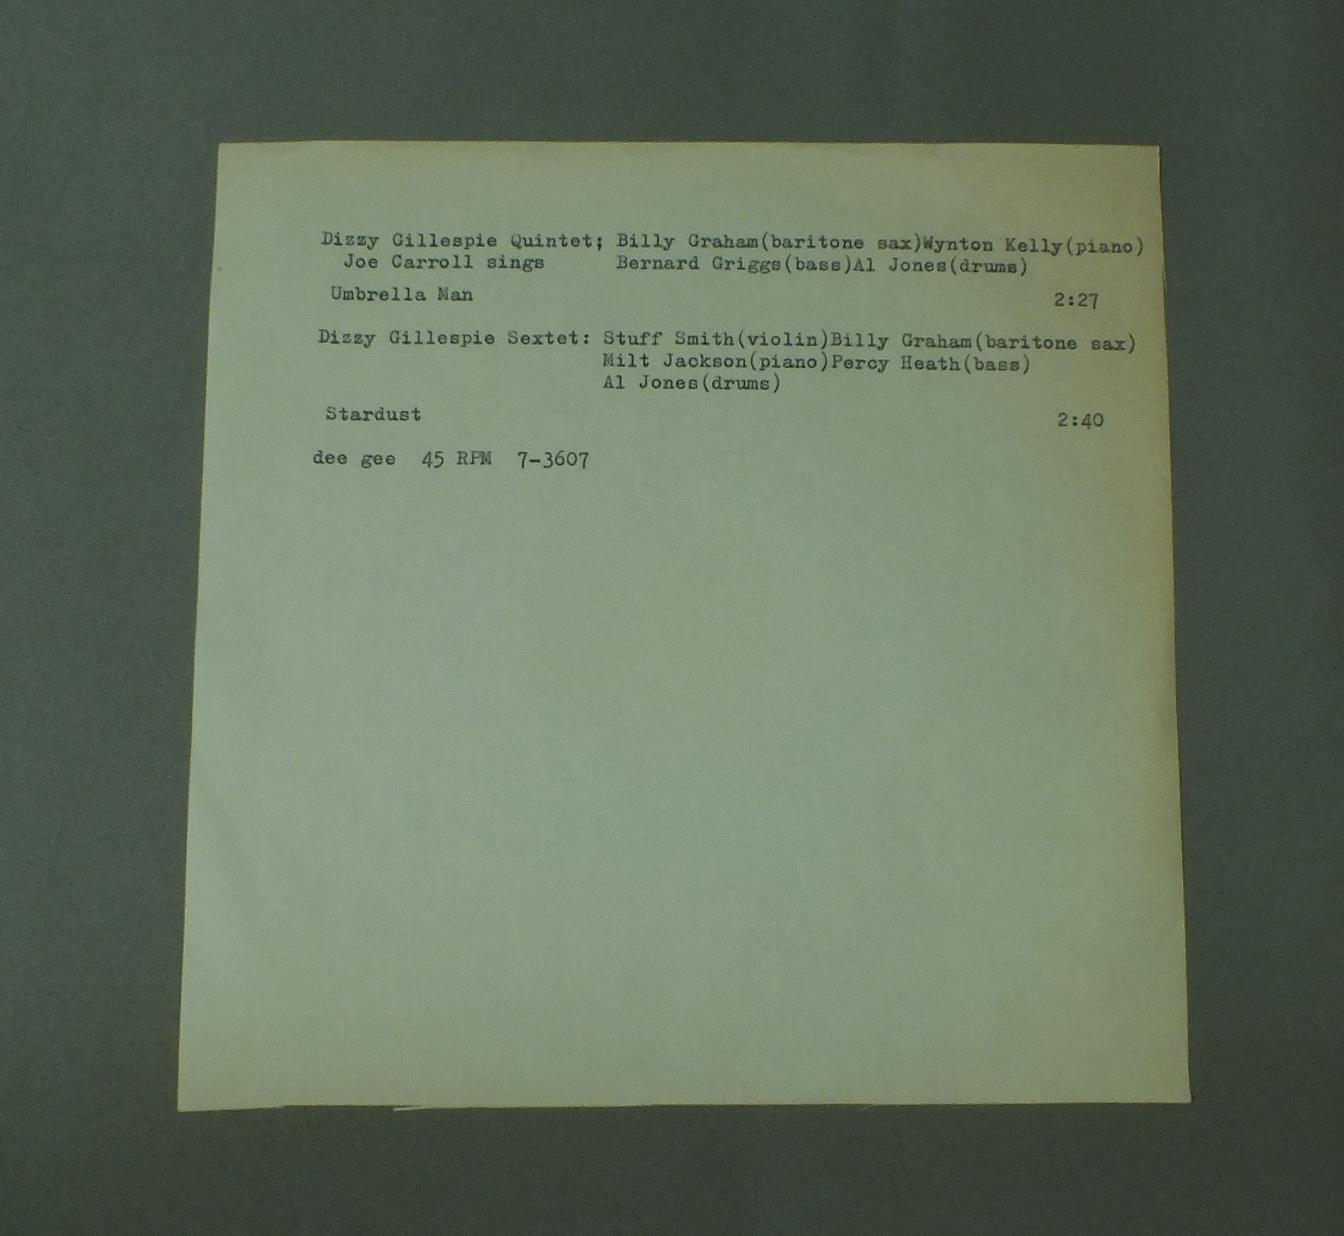 Dizzy Gillespie Quintet; Billy Graham(baritone sax)Wynton Kelly(piano)
Joe Carroll sings Bernard Griggs(bass)Al Jones(drums)
Umbrella Man 2:27
Dizzy Gillespie Sextet: Stuff Smith(violin)Billy Graham(baritone sax)
Milt Jackson(piano)Percy Heath(bass)
Al Jones(drums)
Stardust 2:40
dee gee 45 RPM 7-3607